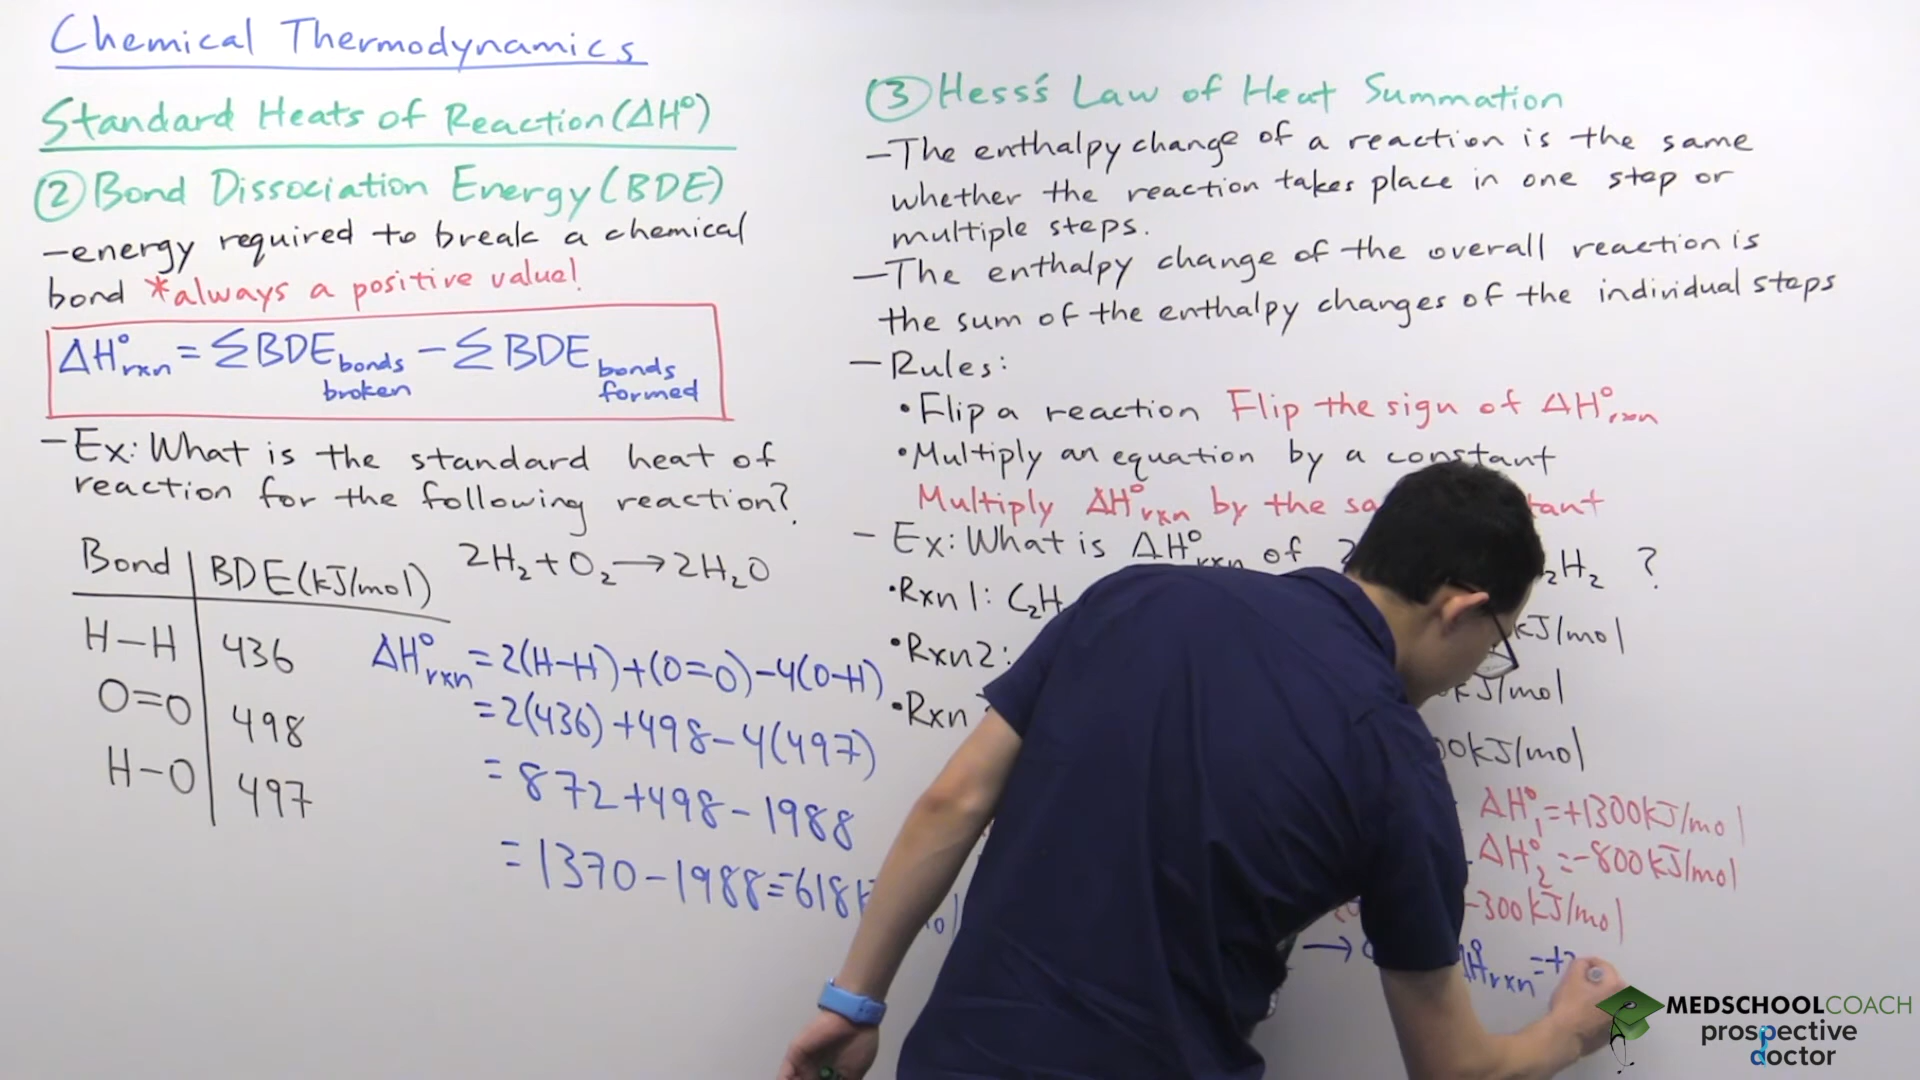 Chemical Thermodynamics
Standard Heats of Reaction (ΔH°)
② Bond Dissociation Energy (BDE)
– energy required to break a chemical
bond *always a positive value!
ΔH°rxn = ΣBDE bonds broken – ΣBDE bonds formed
– Ex: What is the standard heat of
reaction for the following reaction?
2H₂ + O₂ → 2H₂O
Bond | BDE (kJ/mol)
H–H | 436
O=O | 498
H–O | 497
ΔH°rxn = 2(H–H) + (O=O) – 4(O–H)
= 2(436) + 498 – 4(497)
= 872 + 498 – 1988
= 1370 – 1988 = –618
③ Hess's Law of Heat Summation
– The enthalpy change of a reaction is the same
whether the reaction takes place in one step or
multiple steps.
– The enthalpy change of the overall reaction is
the sum of the enthalpy changes of the individual steps
– Rules:
• Flip a reaction Flip the sign of ΔH°rxn
• Multiply an equation by a constant
Multiply ΔH°rxn by the
– Ex: What is ΔH°rxn of H₂ ?
• Rxn 1: C₂H
kJ/mol
• Rxn 2:
kJ/mol
• Rxn
kJ/mol
ΔH°₁ = +1300 kJ/mol
ΔH°₂ = –800 kJ/mol
–300 kJ/mol
→ ΔH°rxn = +
MEDSCHOOLCOACH
prospective
doctor